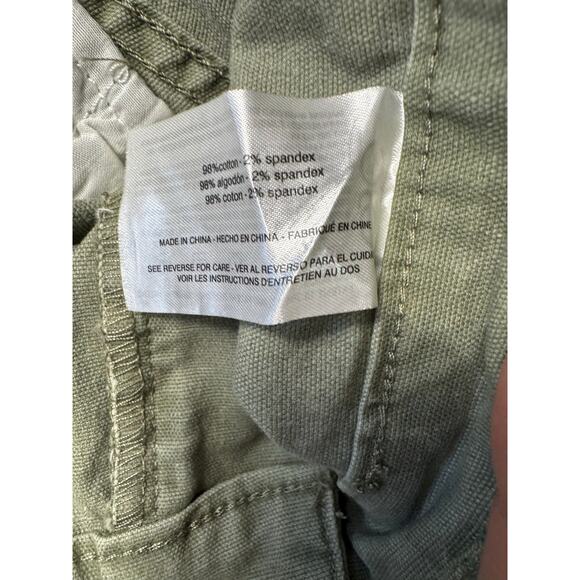 98%cotton - 2% spandex
98% algodón - 2% spandex
98% coton - 2% spandex
MADE IN CHINA - HECHO EN CHINA - FABRIQUÉ EN CHINE
SEE REVERSE FOR CARE - VER AL REVERSO PARA EL CUIDA
VOIR LES INSTRUCTIONS D'ENTRETIEN AU DOS